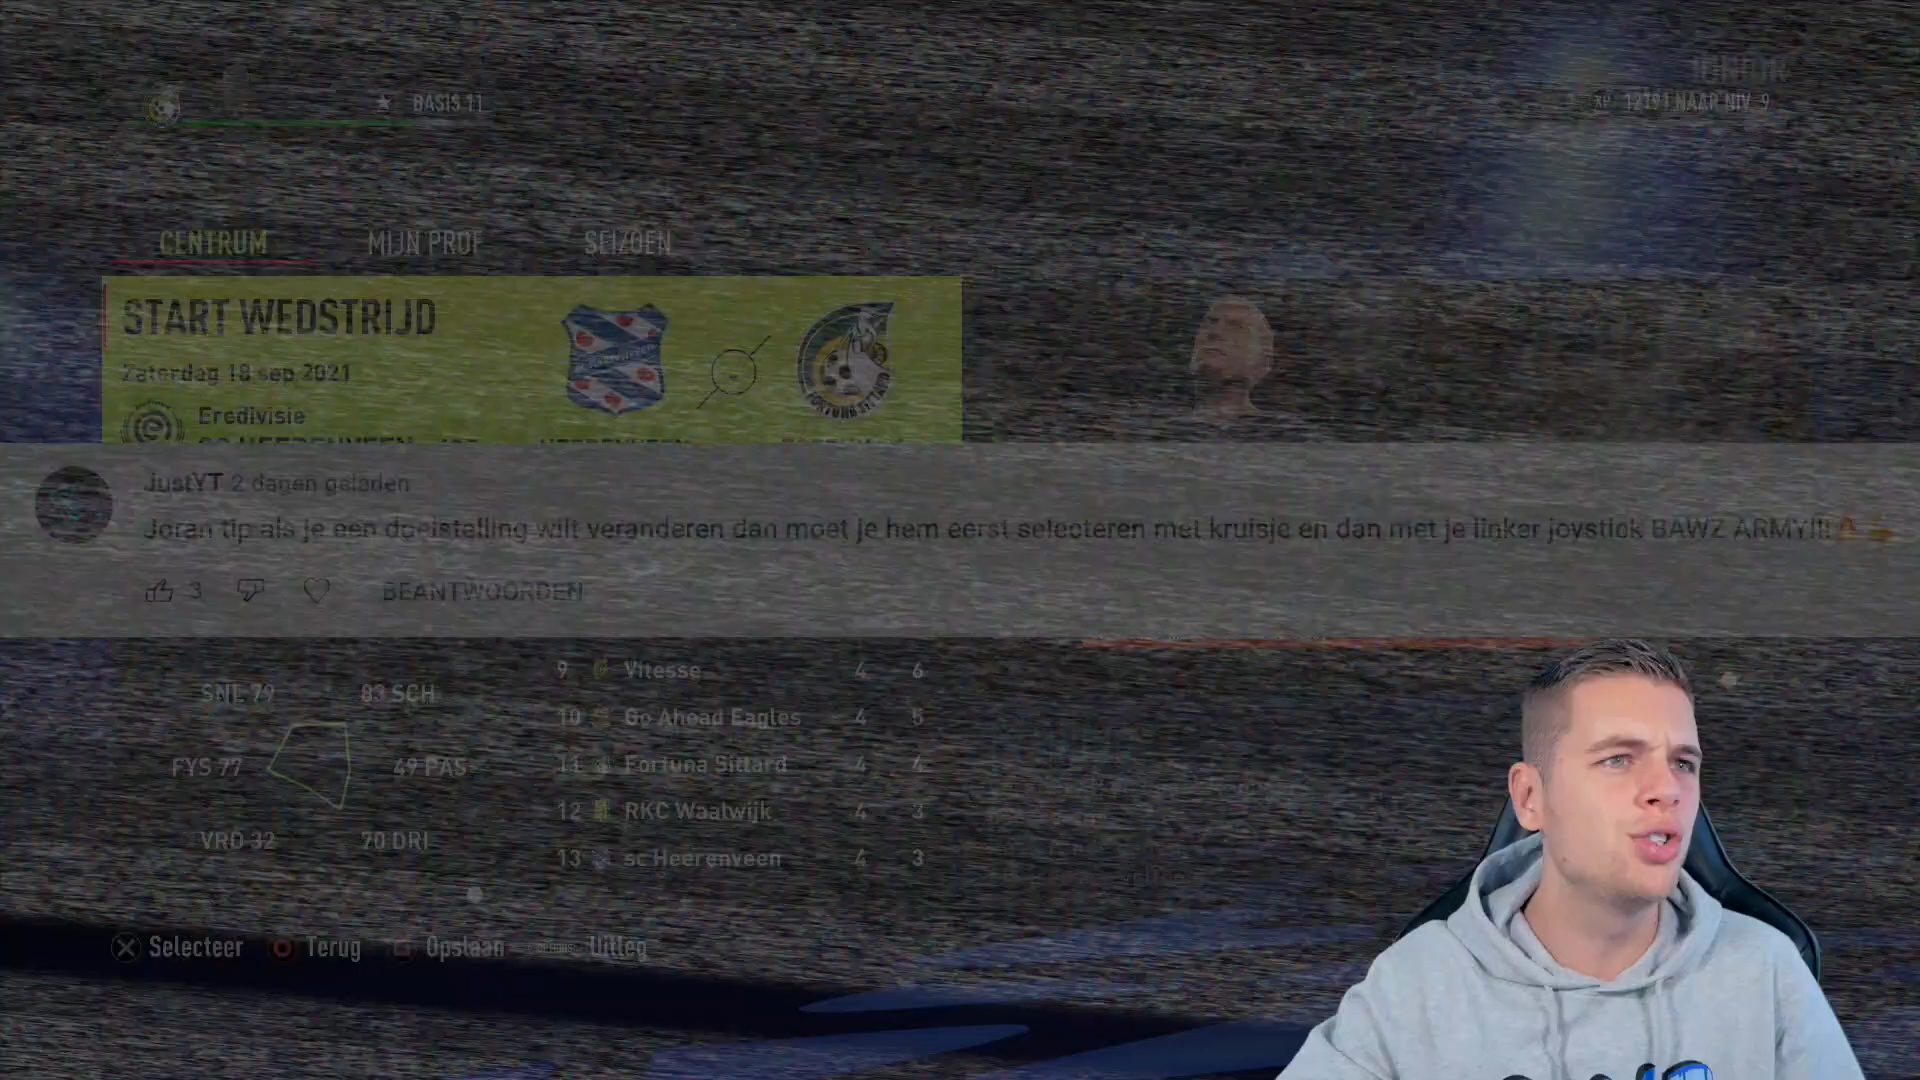 BASIS 11
XP 12191 NAAR NIV. 9
CENTRUM
MIJN PROF
SEIZOEN
START WEDSTRIJD
Zaterdag 18 sep 2021
Eredivisie
FORTUNA SITTARD
JustYT 2 dagen geleden
Joran tip als je een doelstelling wilt veranderen dan moet je hem eerst selecteren met kruisje en dan met je linker joystick BAWZ ARMY!!!
3
BEANTWOORDEN
SNL 79
83 SCH
FYS 77
49 PAS
VRD 32
70 DRI
9 Vitesse 4 6
10 Go Ahead Eagles 4 5
11 Fortuna Sittard 4 4
12 RKC Waalwijk 4 3
13 sc Heerenveen 4 3
Selecteer
Terug
Opslaan
Uitleg